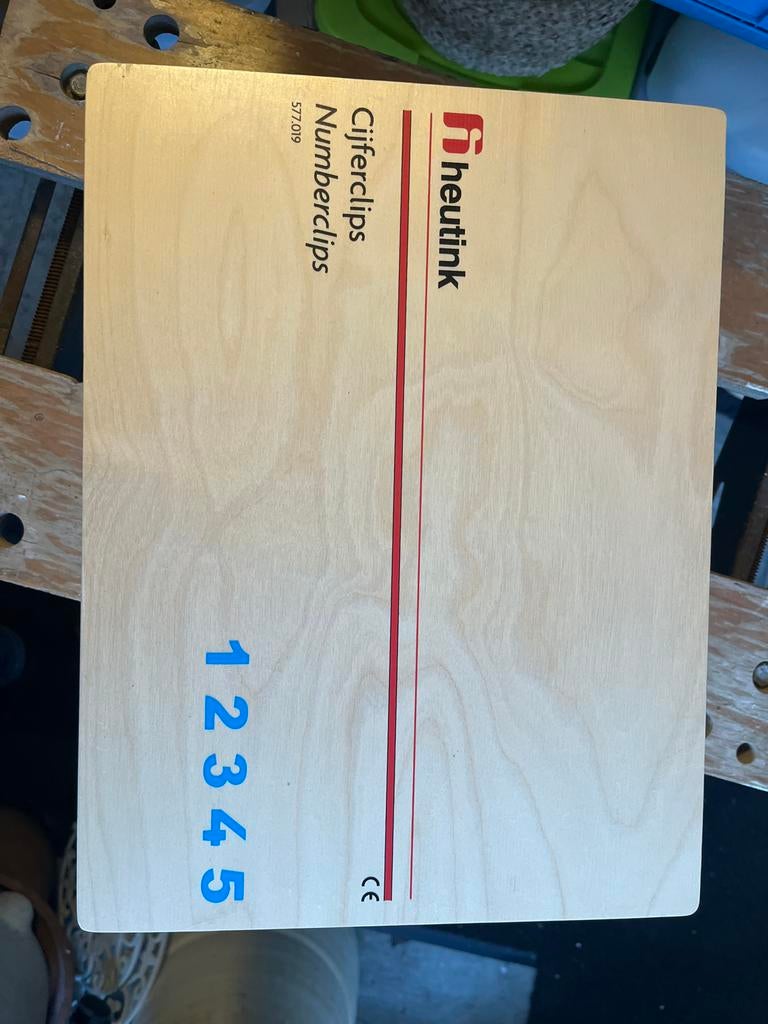 heutink
Cijferclips
Numberclips
577.019
CE
1 2 3 4 5